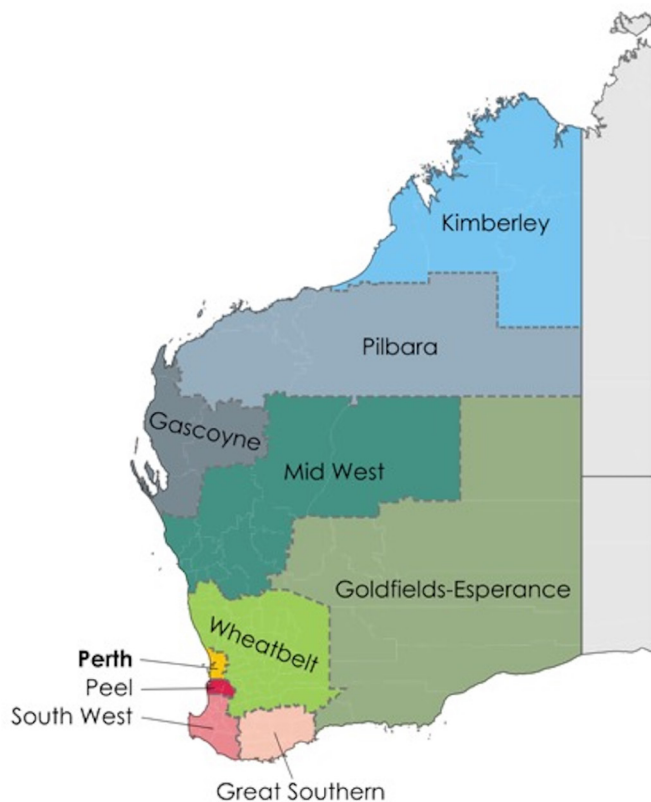 Kimberley
Pilbara
Gascoyne
Mid West
Goldfields-Esperance
Wheatbelt
Perth
Peel
South West
Great Southern